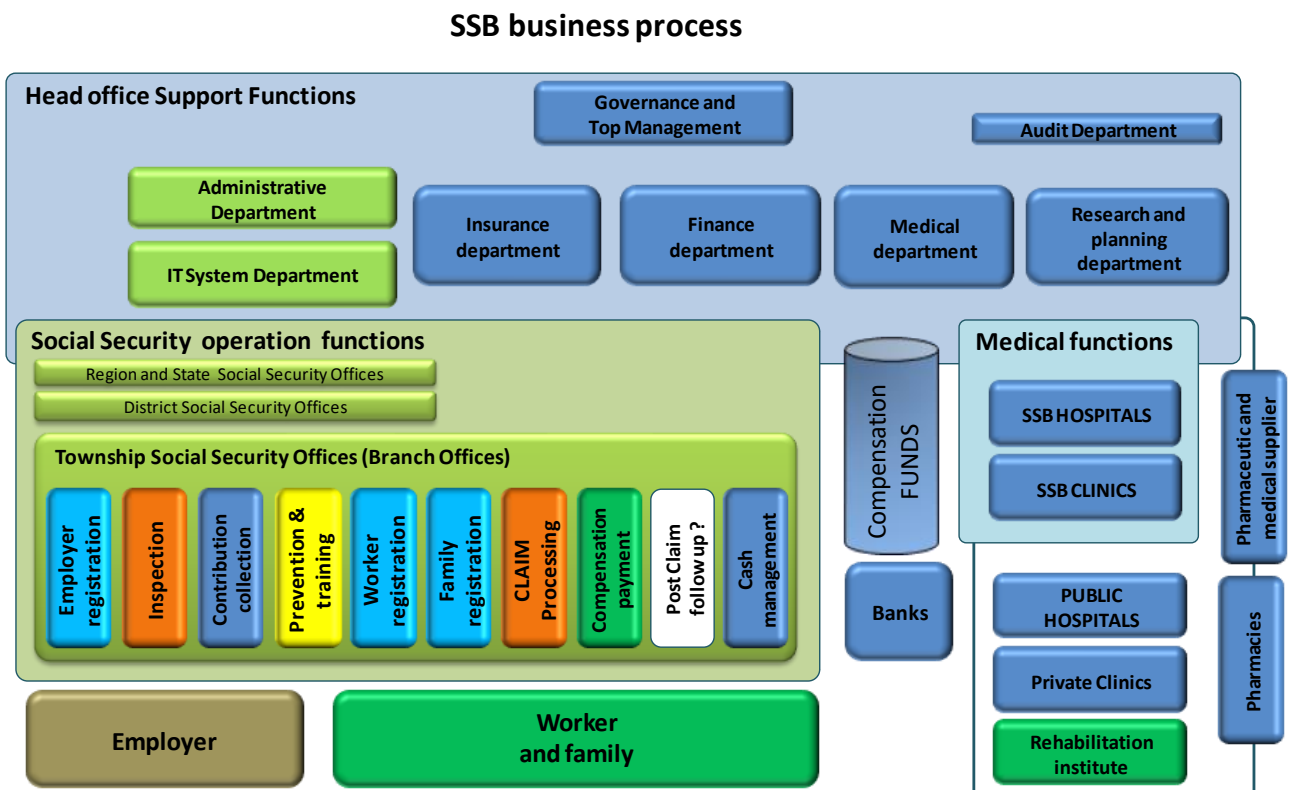 SSB business process
Head office Support Functions
Governance and
Top Management
Audit Department
Administrative
Department
IT System Department
Insurance
department
Finance
department
Medical
department
Research and
planning
department
Social Security operation functions
Region and State Social Security Offices
District Social Security Offices
Township Social Security Offices (Branch Offices)
Employer
registration
Inspection
Contribution
collection
Prevention &
training
Worker
registration
Family
registration
CLAIM
Processing
Compensation
payment
Post Claim
follow up ?
Cash
management
Compensation
FUNDS
Banks
Medical functions
SSB HOSPITALS
SSB CLINICS
PUBLIC
HOSPITALS
Private Clinics
Rehabilitation
institute
Pharmaceutic and
medical supplier
Pharmacies
Employer
Worker
and family